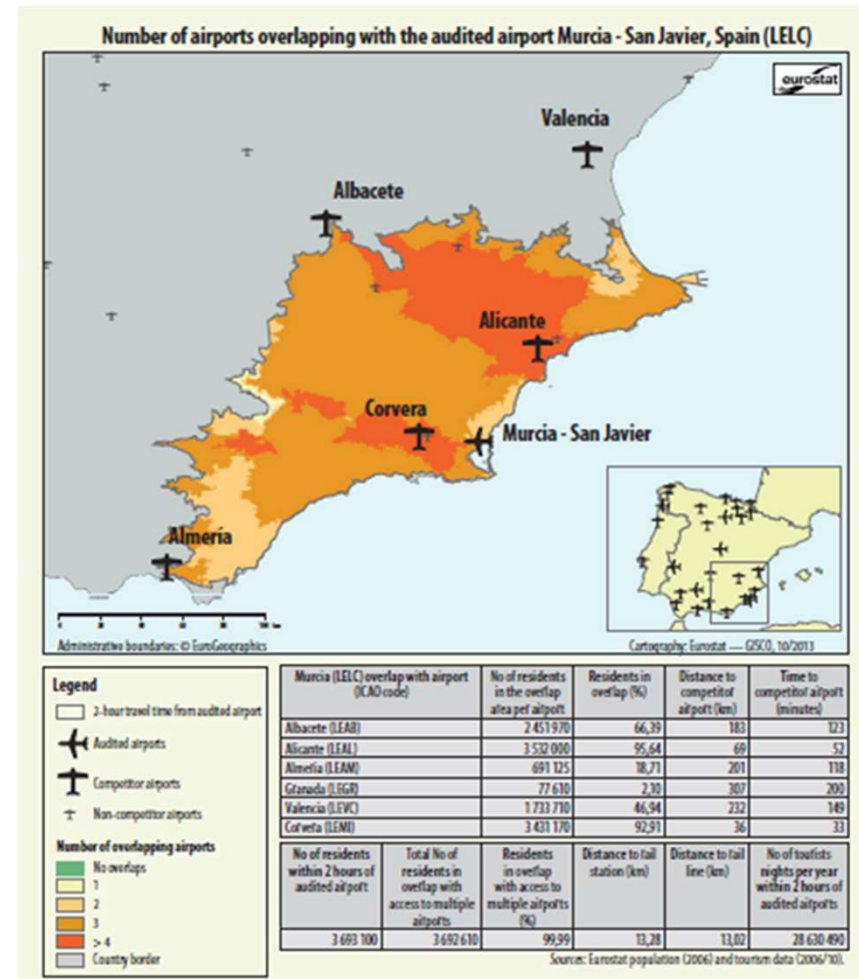 Number of airports overlapping with the audited airport Murcia - San Javier, Spain (LELC)
eurostat
Valencia
Albacete
Alicante
Corvera
Murcia - San Javier
Almería
Administrative boundaries: © EuroGeographics
Cartography: Eurostat — GISCO, 10/2013
Legend
2-hour travel time from audited airport
Audited airports
Competitor airports
Non-competitor airports
Number of overlapping airports
No overlaps
1
2
3
> 4
Country border
Murcia (LELC) overlap with airport (ICAO code) No of residents in the overlap area per airport Residents in overlap (%) Distance to competitor airport (km) Time to competitor airport (minutes)
Albacete (LEAB) 2 451 970 66,39 183 123
Alicante (LEAL) 3 532 000 95,64 69 52
Almería (LEAM) 691 125 18,71 201 118
Granada (LEGR) 77 610 2,10 307 200
Valencia (LEVC) 1 733 710 46,94 232 149
Corvera (LEMI) 3 431 170 92,91 36 33
No of residents within 2 hours of audited airport Total No of residents in overlap with access to multiple airports Residents in overlap with access to multiple airports (%) Distance to rail station (km) Distance to rail line (km) No of tourists nights per year within 2 hours of audited airports
3 693 100 3 692 610 99,99 13,28 13,02 28 630 490
Sources: Eurostat population (2006) and tourism data (2006/10).